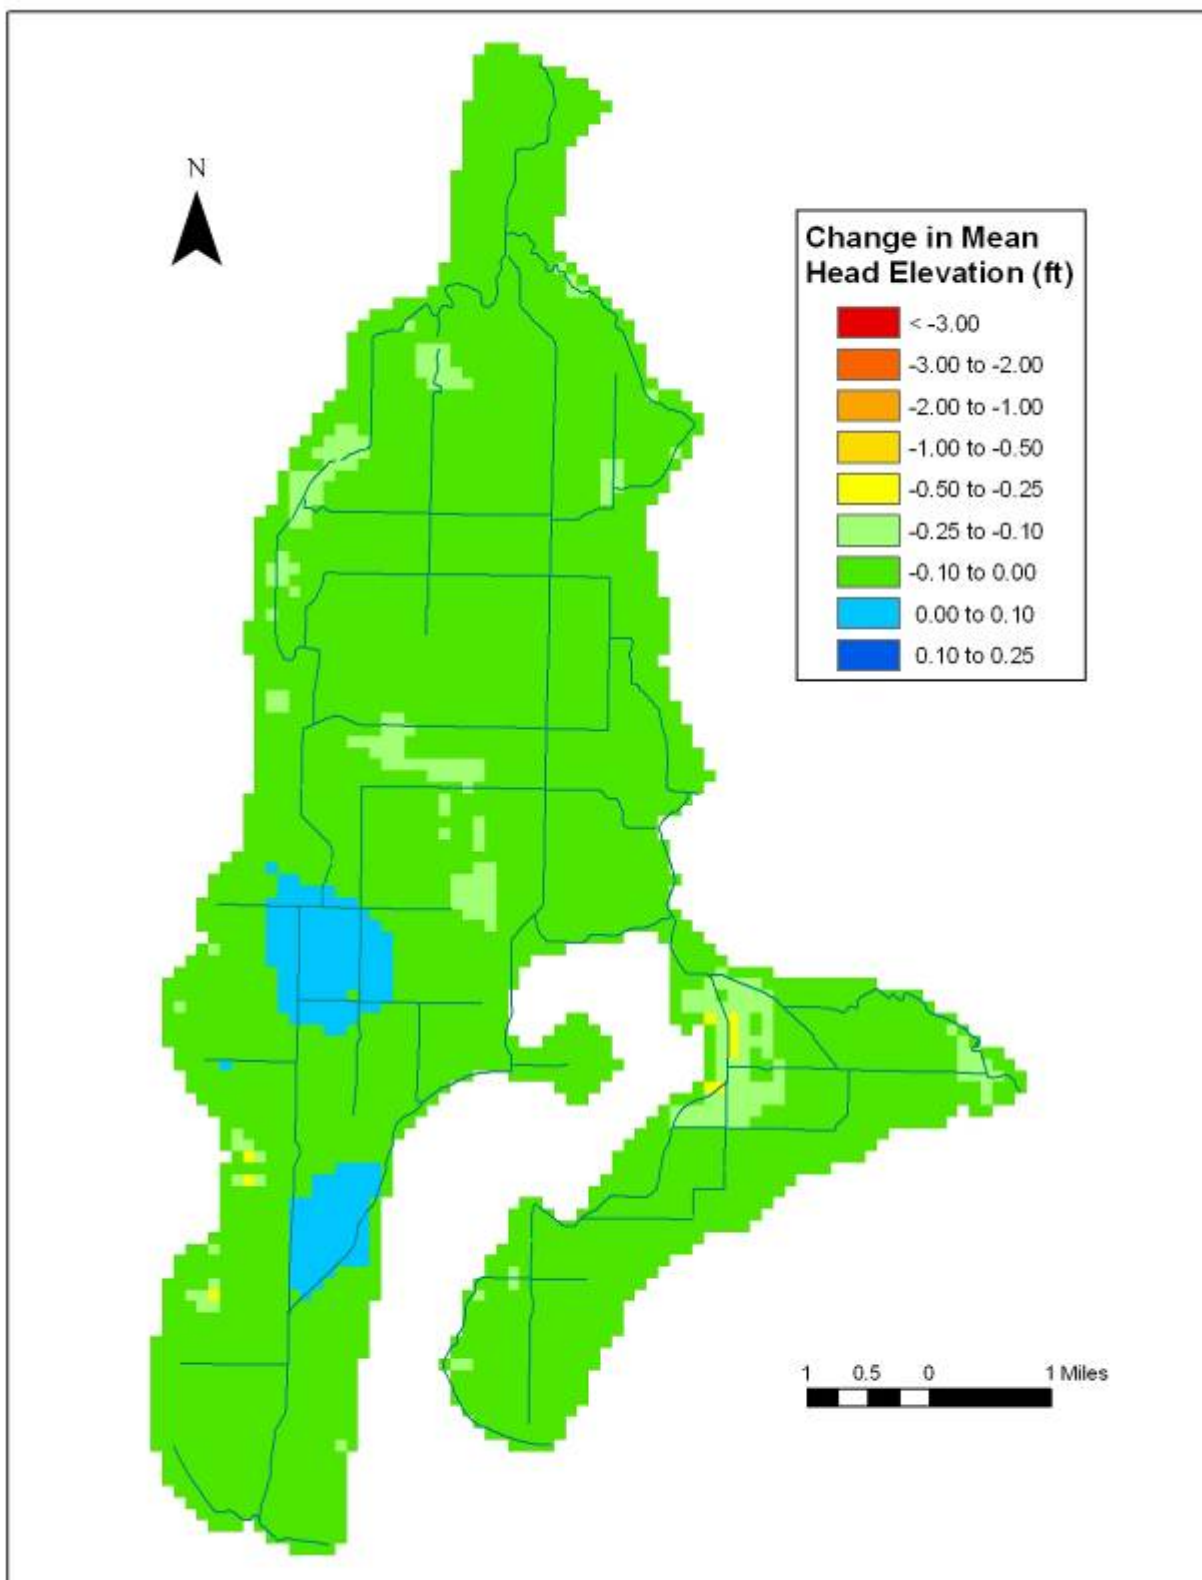 N
Change in Mean
Head Elevation (ft)
< -3.00
-3.00 to -2.00
-2.00 to -1.00
-1.00 to -0.50
-0.50 to -0.25
-0.25 to -0.10
-0.10 to 0.00
0.00 to 0.10
0.10 to 0.25
1 0.5 0 1 Miles